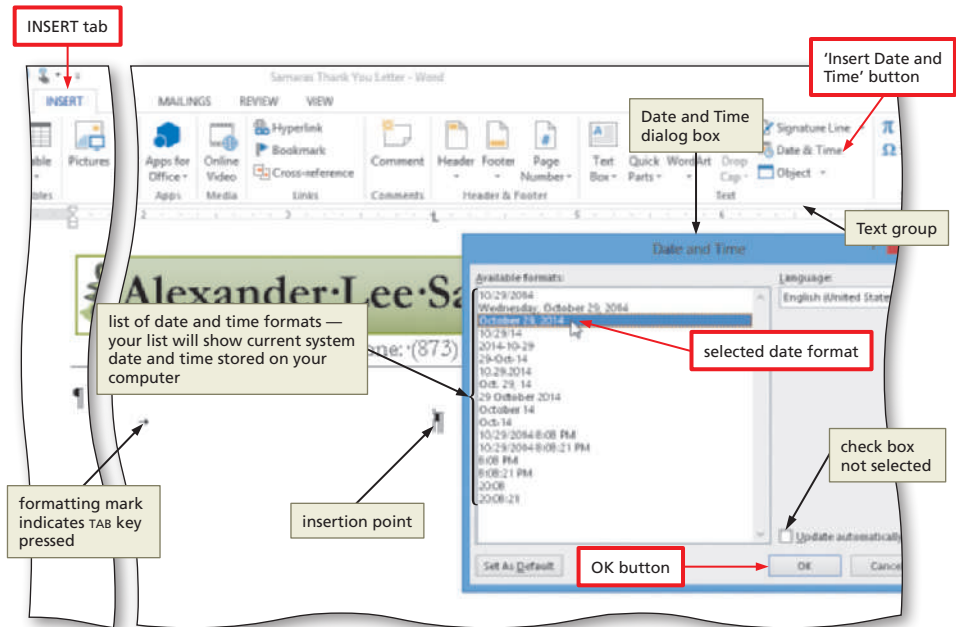 INSERT tab
'Insert Date and
Time' button
Samaras Thank You Letter - Word
INSERT
MAILINGS REVIEW VIEW
Date and Time
dialog box
Pictures
Apps for
Office
Apps
Online
Video
Media
Hyperlink
Bookmark
Cross-reference
Links
Comment
Comments
Header Footer Page
Number
Header & Footer
A
Text
Box
Quick
Parts
WordArt
Drop
Cap
Signature Line
Date & Time
Object
Text
π
Ω
2 3 5 6
Text group
Alexander·Lee·Sa
(873)
list of date and time formats —
your list will show current system
date and time stored on your
computer
Date and Time
Available formats:
Language:
English (United State
10/29/2014
Wednesday, October 29, 2014
October 29, 2014
10/29/14
2014-10-29
29-Oct-14
10.29.2014
Oct. 29, 14
29 October 2014
October 14
Oct-14
10/29/2014 8:08 PM
10/29/2014 8:08:21 PM
8:08 PM
8:08:21 PM
20:08
20:08:21
selected date format
check box
not selected
¶
→
¶
formatting mark
indicates TAB key
pressed
insertion point
Update automatically
Set As Default
OK button
OK
Cance